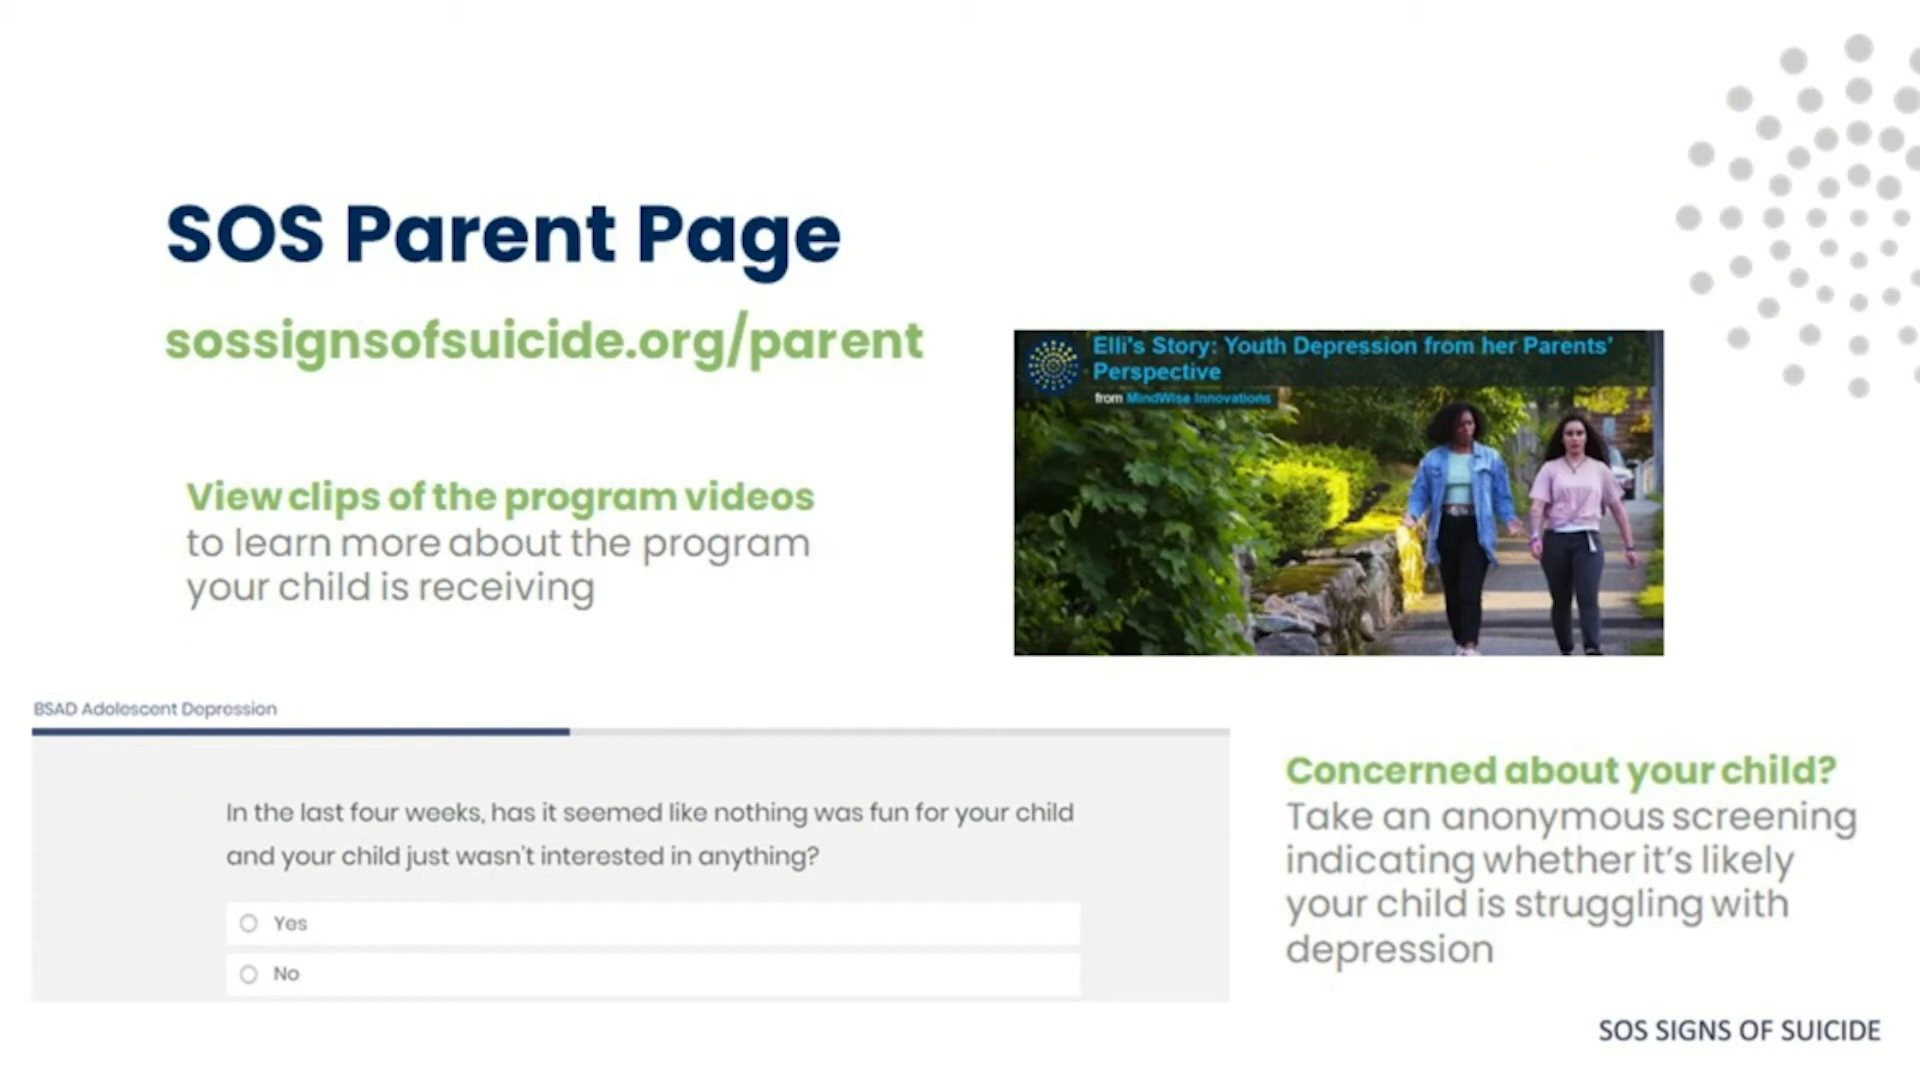 SOS Parent Page
sossignsofsuicide.org/parent
Elli's Story: Youth Depression from her Parents'
Perspective
from MindWise Innovations
View clips of the program videos
to learn more about the program
your child is receiving
BSAD Adolescent Depression
In the last four weeks, has it seemed like nothing was fun for your child
and your child just wasn't interested in anything?
Yes
No
Concerned about your child?
Take an anonymous screening
indicating whether it's likely
your child is struggling with
depression
SOS SIGNS OF SUICIDE